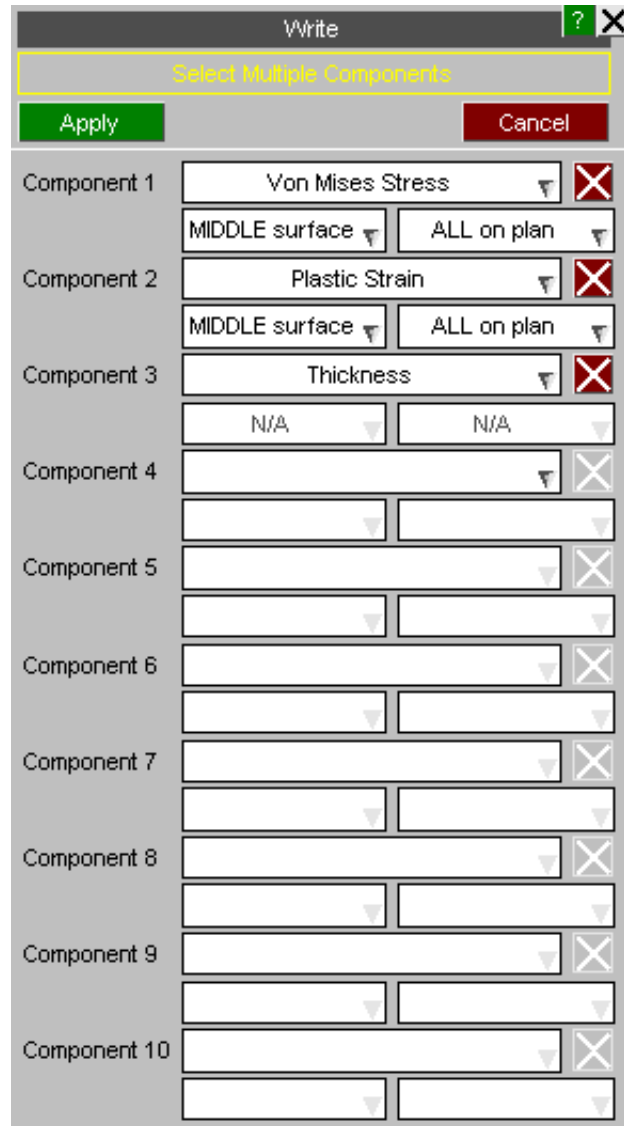 Write ?
Select Multiple Components
Apply Cancel
Component 1 Von Mises Stress
MIDDLE surface ALL on plan
Component 2 Plastic Strain
MIDDLE surface ALL on plan
Component 3 Thickness
N/A N/A
Component 4
Component 5
Component 6
Component 7
Component 8
Component 9
Component 10